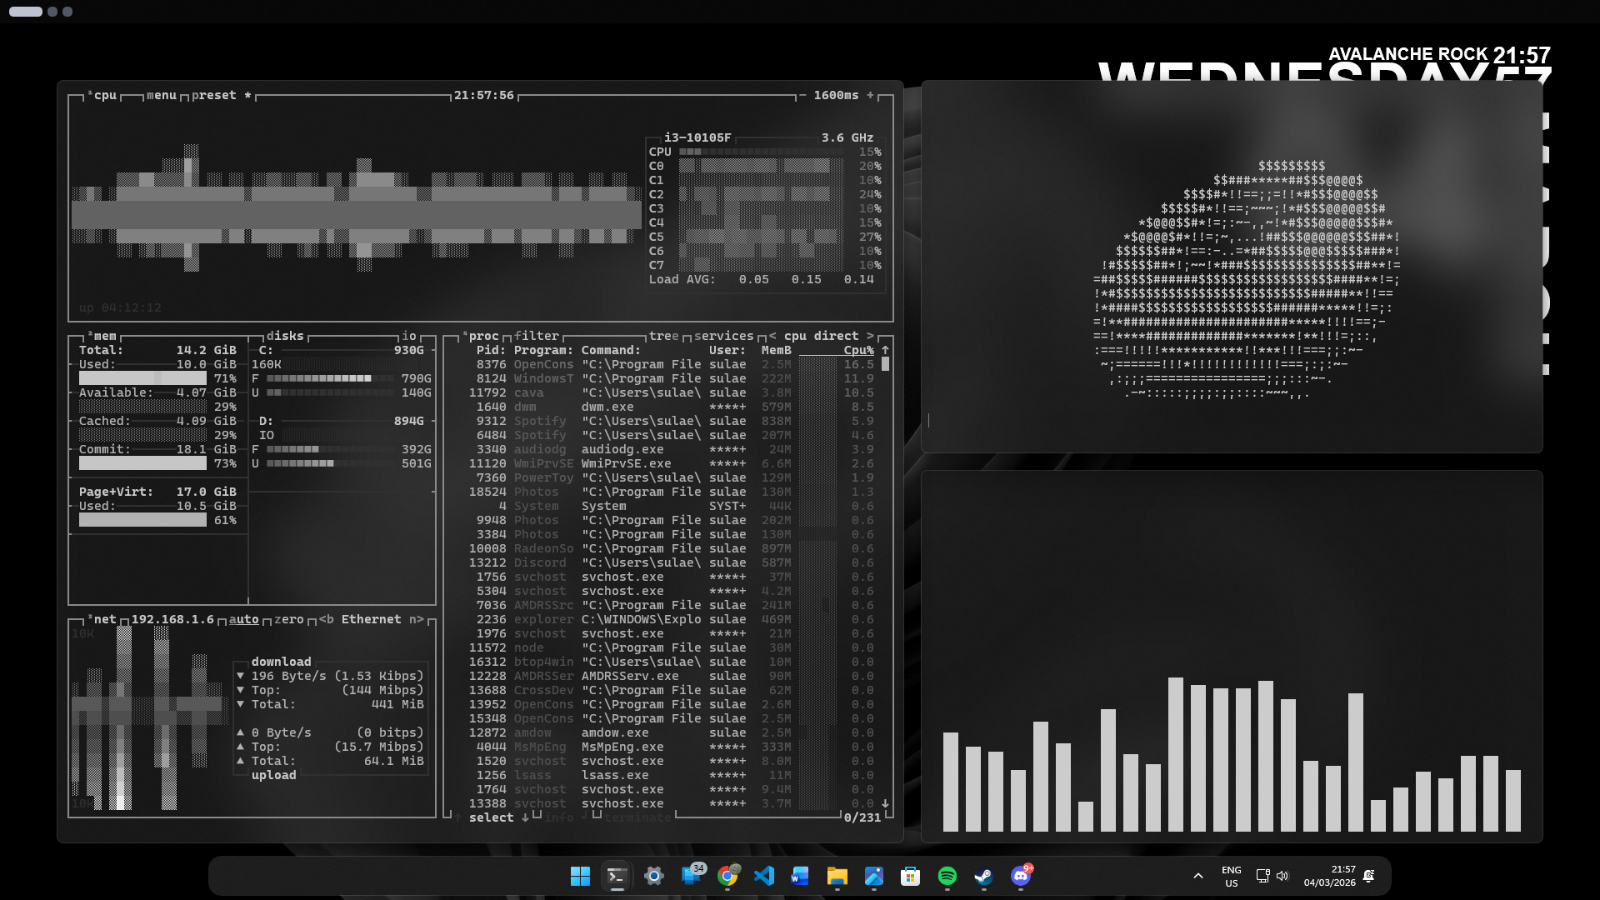 AVALANCHE ROCK 21:57
WEDNESDAY
¹cpu menu preset * 21:57:56 - 1600ms +
i3-10105F 3.6 GHz
CPU 15%
C0 20%
C1 10%
C2 24%
C3 10%
C4 15%
C5 27%
C6 10%
C7 10%
Load AVG: 0.05 0.15 0.14
up 04:12:12
²mem disks io
Total: 14.2 GiB
Used: 10.0 GiB
71%
Available: 4.07 GiB
29%
Cached: 4.09 GiB
29%
Commit: 18.1 GiB
73%
Page+Virt: 17.0 GiB
Used: 10.5 GiB
61%
C: 930G
160K
F 790G
U 140G
D: 894G
IO
F 392G
U 501G
³net 192.168.1.6 auto zero <b Ethernet n>
10K
download
▼ 196 Byte/s (1.53 Kibps)
▼ Top: (144 Mibps)
▼ Total: 441 MiB
▲ 0 Byte/s (0 bitps)
▲ Top: (15.7 Mibps)
▲ Total: 64.1 MiB
upload
10K
⁴proc filter tree services < cpu direct >
Pid: Program: Command: User: MemB Cpu% ↑
8376 OpenCons "C:\Program File sulae 2.5M 16.5
8124 WindowsT "C:\Program File sulae 222M 11.9
11792 cava "C:\Users\sulae\ sulae 3.8M 10.5
1640 dwm dwm.exe ****+ 579M 8.5
9312 Spotify "C:\Users\sulae\ sulae 838M 5.9
6484 Spotify "C:\Users\sulae\ sulae 207M 4.6
3340 audiodg audiodg.exe ****+ 24M 3.9
11120 WmiPrvSE WmiPrvSE.exe ****+ 6.6M 2.6
7360 PowerToy "C:\Users\sulae\ sulae 129M 1.9
18524 Photos "C:\Program File sulae 130M 1.3
4 System System SYST+ 44K 0.6
9948 Photos "C:\Program File sulae 202M 0.6
3384 Photos "C:\Program File sulae 130M 0.6
10008 RadeonSo "C:\Program File sulae 897M 0.6
13212 Discord "C:\Users\sulae\ sulae 587M 0.6
1756 svchost svchost.exe ****+ 37M 0.6
5304 svchost svchost.exe ****+ 4.2M 0.6
7036 AMDRSSrc "C:\Program File sulae 241M 0.6
2236 explorer C:\WINDOWS\Explo sulae 469M 0.6
1976 svchost svchost.exe ****+ 21M 0.6
11572 node "C:\Program File sulae 30M 0.0
16312 btop4win "C:\Users\sulae\ sulae 10M 0.0
12228 AMDRSSer AMDRSServ.exe sulae 90M 0.0
13688 CrossDev "C:\Program File sulae 62M 0.0
13952 OpenCons "C:\Program File sulae 2.6M 0.0
15348 OpenCons "C:\Program File sulae 2.5M 0.0
12872 amdow amdow.exe sulae 2.5M 0.0
4044 MsMpEng MsMpEng.exe ****+ 333M 0.0
1520 svchost svchost.exe ****+ 8.0M 0.0
1256 lsass lsass.exe ****+ 11M 0.0
1764 svchost svchost.exe ****+ 9.4M 0.0
13388 svchost svchost.exe ****+ 3.7M 0.0 ↓
↑ select ↓ info ↲ terminate 0/231
34
9+
ENG
US
21:57
04/03/2026